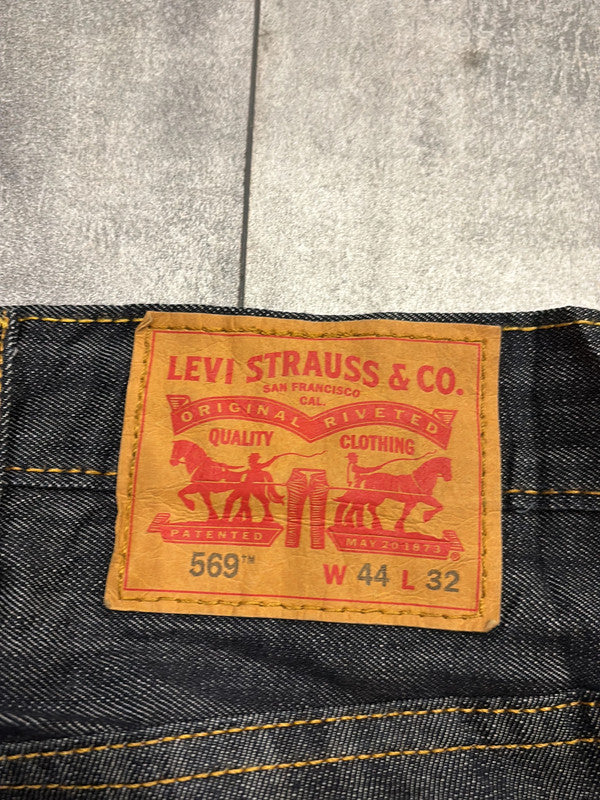 LEVI STRAUSS & CO.
SAN FRANCISCO
CAL.
ORIGINAL RIVETED
QUALITY CLOTHING
PATENTED MAY 20 1873
569™ W 44 L 32